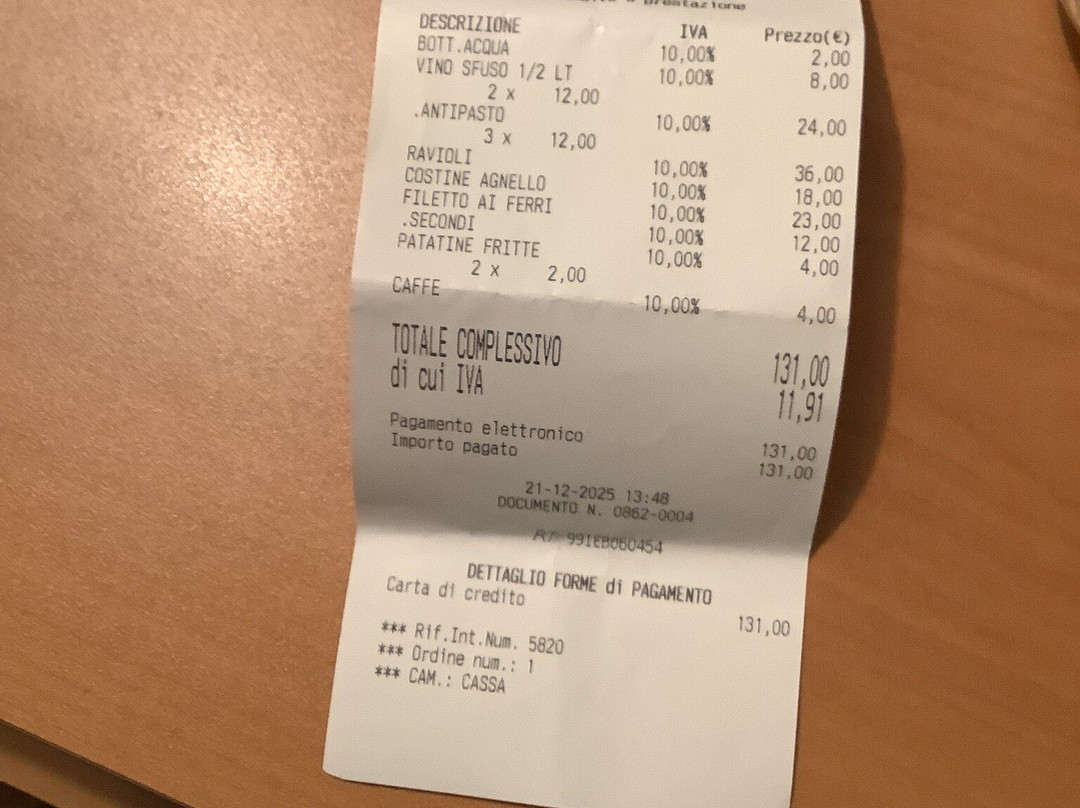 prestazione
DESCRIZIONE IVA Prezzo(€)
BOTT.ACQUA 10,00% 2,00
VINO SFUSO 1/2 LT 10,00% 8,00
2 x 12,00
.ANTIPASTO 10,00% 24,00
3 x 12,00
RAVIOLI 10,00% 36,00
COSTINE AGNELLO 10,00% 18,00
FILETTO AI FERRI 10,00% 23,00
.SECONDI 10,00% 12,00
PATATINE FRITTE 10,00% 4,00
2 x 2,00
CAFFE 10,00% 4,00
TOTALE COMPLESSIVO 131,00
di cui IVA 11,91
Pagamento elettronico 131,00
Importo pagato 131,00
21-12-2025 13:48
DOCUMENTO N. 0862-0004
RT 99IEB060454
DETTAGLIO FORME di PAGAMENTO
Carta di credito 131,00
*** Rif.Int.Num. 5820
*** Ordine num.: 1
*** CAM.: CASSA